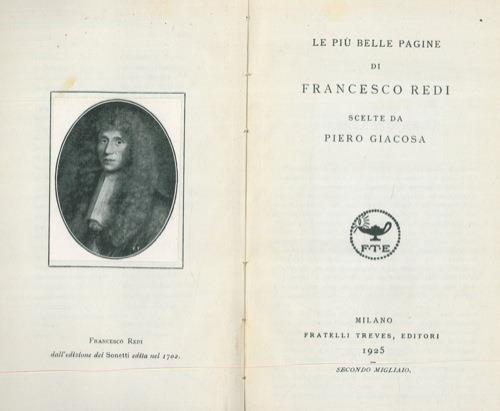 FRANCESCO REDI
dall'edizione dei Sonetti edita nel 1702.
LE PIÙ BELLE PAGINE
DI
FRANCESCO REDI
SCELTE DA
PIERO GIACOSA
F.T.E
MILANO
FRATELLI TREVES, EDITORI
1925
SECONDO MIGLIAIO.